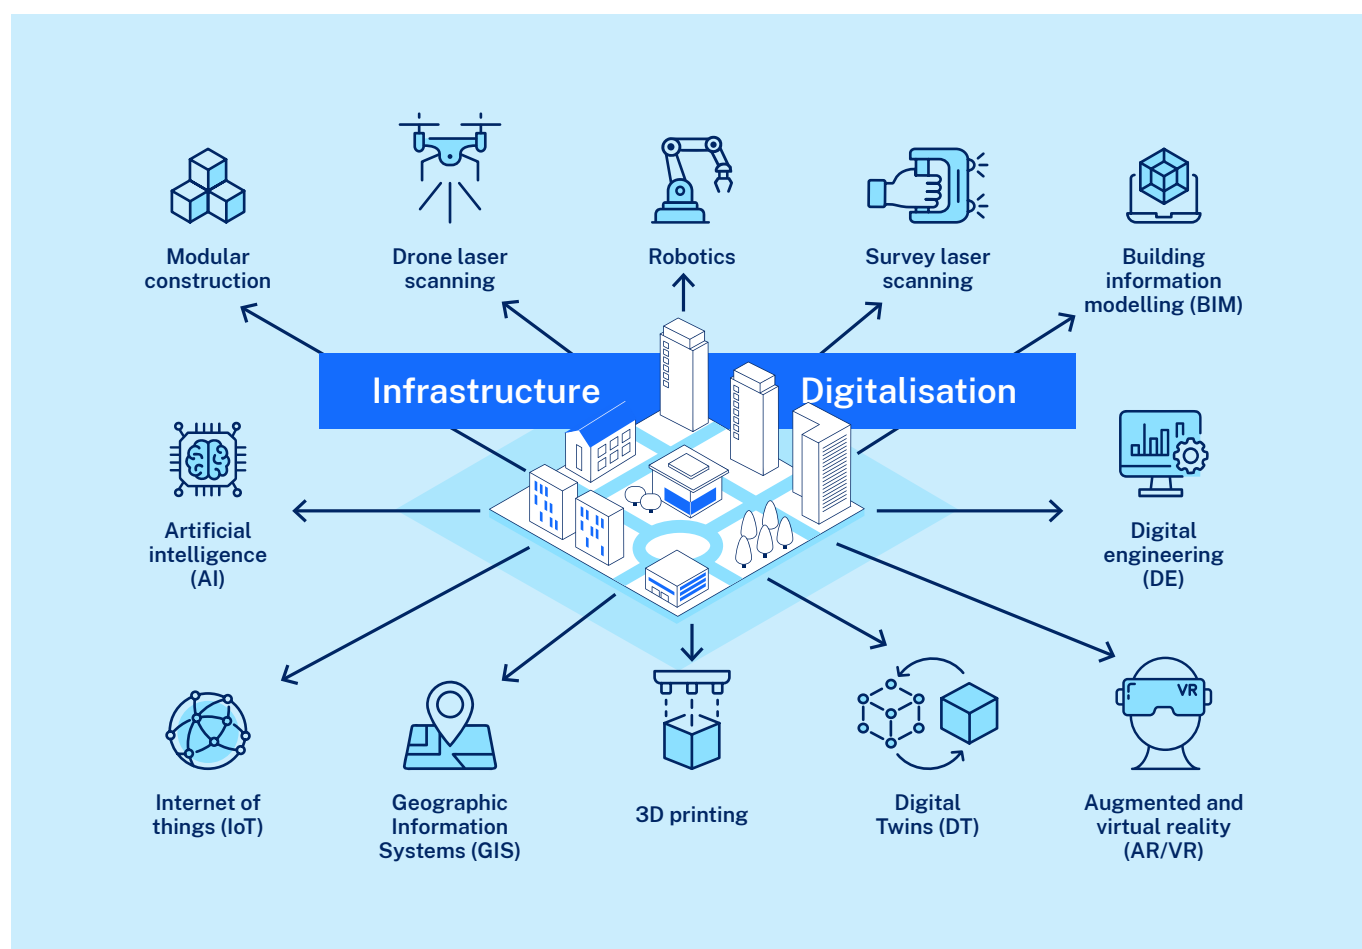 Modular
construction
Drone laser
scanning
Robotics
Survey laser
scanning
Building
information
modelling (BIM)
Infrastructure Digitalisation
Artificial
intelligence
(AI)
Digital
engineering
(DE)
VR
Internet of
things (IoT)
Geographic
Information
Systems (GIS)
3D printing
Digital
Twins (DT)
Augmented and
virtual reality
(AR/VR)